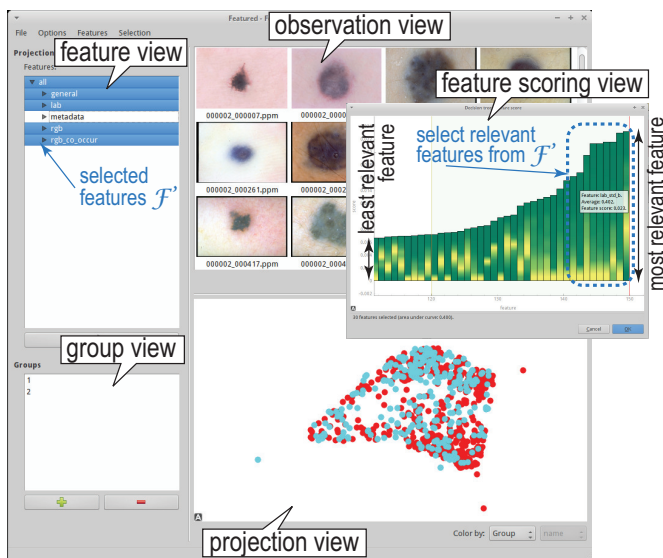 Featured - F
File Options Features Selection
observation view
feature view
Features:
all
general
lab
metadata
rgb
rgb_co_occur
selected
features F’
000002_000007.ppm
000002_000261.ppm
000002_000417.ppm
feature scoring view
least relevant
feature
select relevant
features from F’
most relevant feature
Feature: lab_std_b,
Average: 0,402,
Feature score: 0,023,
-0,002
120
130
140
150
feature
30 features selected (area under curve: 0,409).
Cancel
OK
Groups
group view
1
2
A
projection view
Color by: Group name